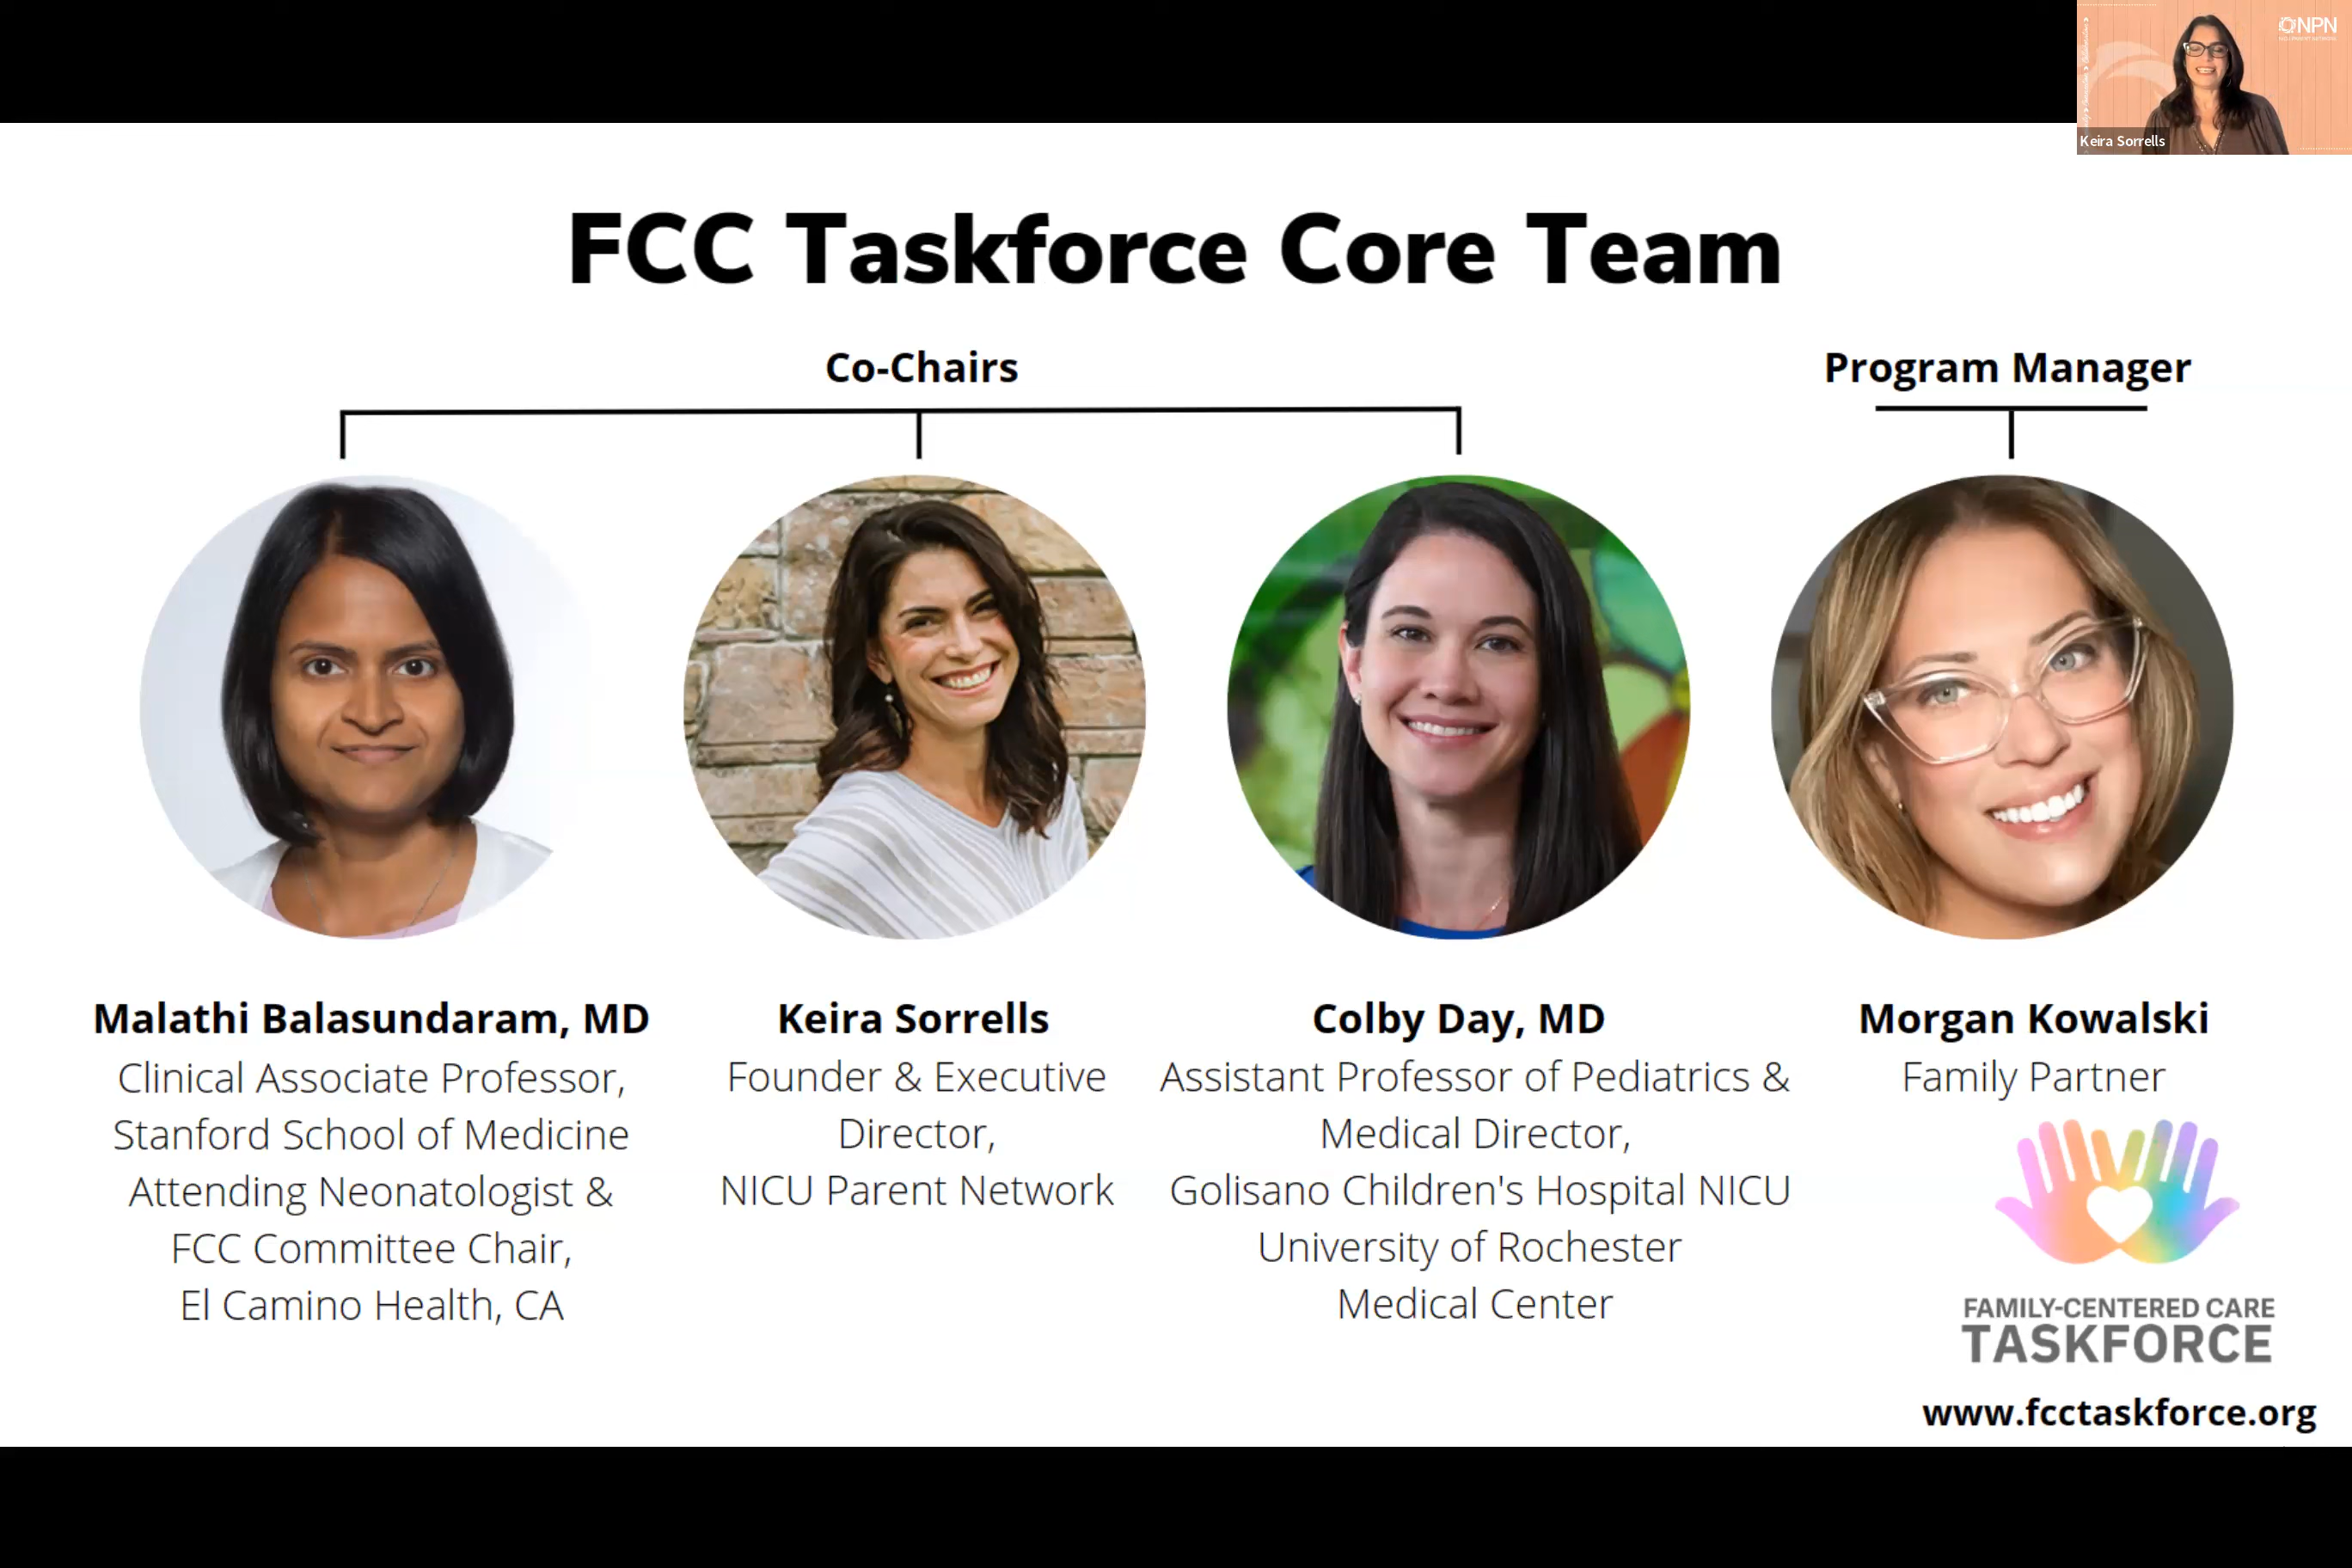 NPN
Keira Sorrells
FCC Taskforce Core Team
Co-Chairs
Program Manager
Malathi Balasundaram, MD
Clinical Associate Professor,
Stanford School of Medicine
Attending Neonatologist &
FCC Committee Chair,
El Camino Health, CA
Keira Sorrells
Founder & Executive
Director,
NICU Parent Network
Colby Day, MD
Assistant Professor of Pediatrics &
Medical Director,
Golisano Children's Hospital NICU
University of Rochester
Medical Center
Morgan Kowalski
Family Partner
FAMILY-CENTERED CARE
TASKFORCE
www.fcctaskforce.org